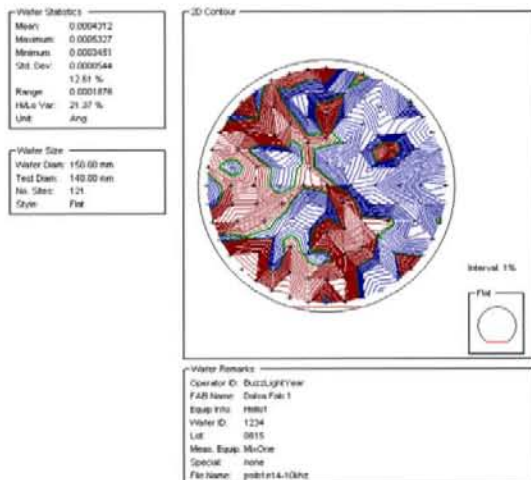 Wafer Statistics
Mean: 0.0004312
Maximum: 0.0005327
Minimum: 0.0003451
Std. Dev: 0.0000544
12.61 %
Range: 0.0001876
Hi/Lo Var: 21.37 %
Unit: Ang
Wafer Size
Wafer Diam: 150.00 mm
Test Diam: 140.00 mm
No. Sites: 121
Style: Flat
2D Contour
Interval: 1%
Flat
Wafer Remarks
Operator ID: BuzzLightYear
FAB Name: Dalsa Fab 1
Equip Info: Hello1
Wafer ID: 1234
Lot: 0815
Meas. Equip: MixOne
Special: none
File Name: